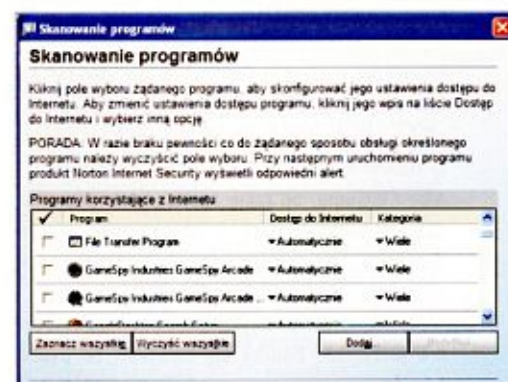 Skanowanie programów
Skanowanie programów
Kliknij pole wyboru żądanego programu, aby skonfigurować jego ustawienia dostępu do
Internetu. Aby zmienić ustawienia dostępu programu, kliknij jego wpis na liście Dostęp
do Internetu i wybierz inną opcję.
PORADA: W razie braku pewności co do żądanego sposobu obsługi określonego
programu należy wyczyścić pole wyboru. Przy następnym uruchomieniu programu
produkt Norton Internet Security wyświetli odpowiedni alert.
Programy korzystające z Internetu
Program Dostęp do Internetu Kategoria
File Transfer Program Automatycznie Wiele
GameSpy Industries GameSpy Arcade Automatycznie Wiele
GameSpy Industries GameSpy Arcade ... Automatycznie Wiele
Zaznacz wszystkie Wyczyść wszystkie Dodaj...